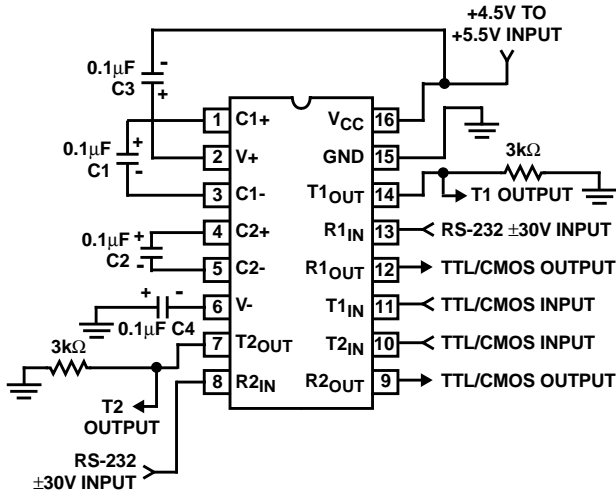 +4.5V TO
+5.5V INPUT
0.1μF
-
C3
+
1 C1+
VCC 16
0.1μF
+
C1
-
2 V+
GND 15
3kΩ
3 C1-
T1OUT 14
T1 OUTPUT
4 C2+
R1IN 13
RS-232 ±30V INPUT
0.1μF
+
C2
-
5 C2-
R1OUT 12
TTL/CMOS OUTPUT
+ -
6 V-
T1IN 11
TTL/CMOS INPUT
0.1μF C4
3kΩ
7 T2OUT
T2IN 10
TTL/CMOS INPUT
8 R2IN
R2OUT 9
TTL/CMOS OUTPUT
T2
OUTPUT
RS-232
±30V INPUT